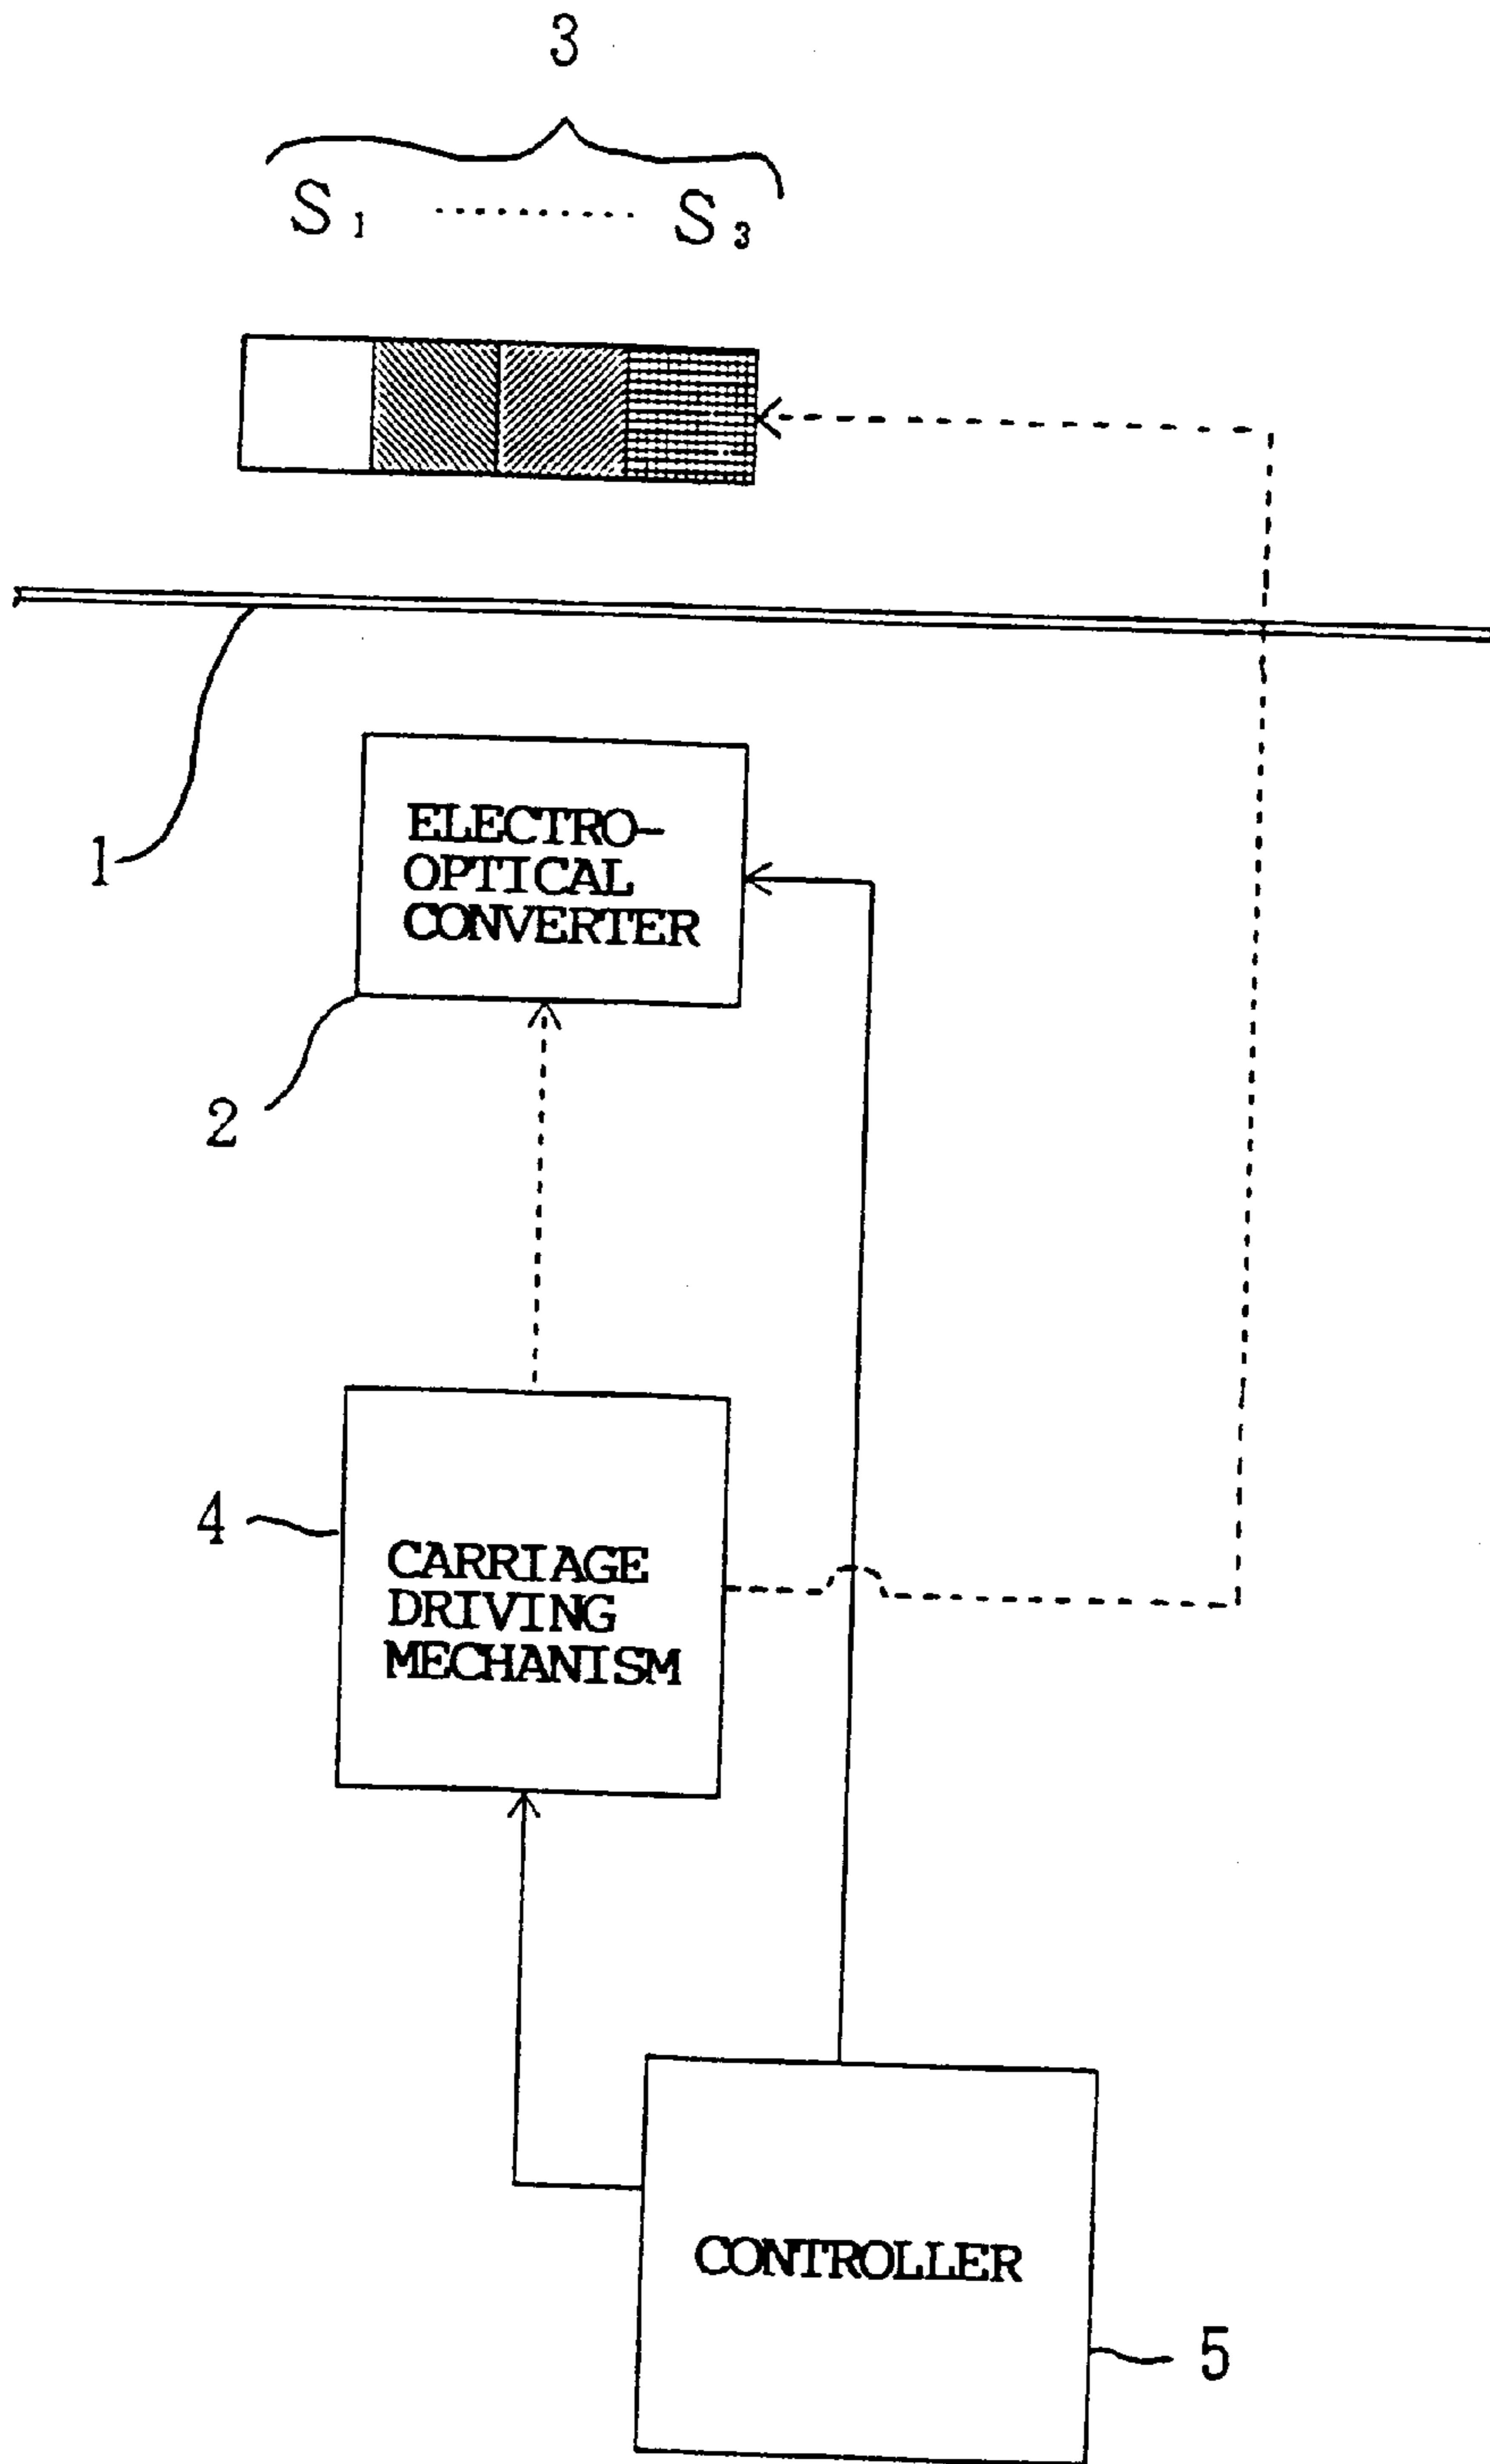 3
S₁ ·········· S₃
1
ELECTRO-
OPTICAL
CONVERTER
2
4
CARRIAGE
DRIVING
MECHANISM
CONTROLLER
5